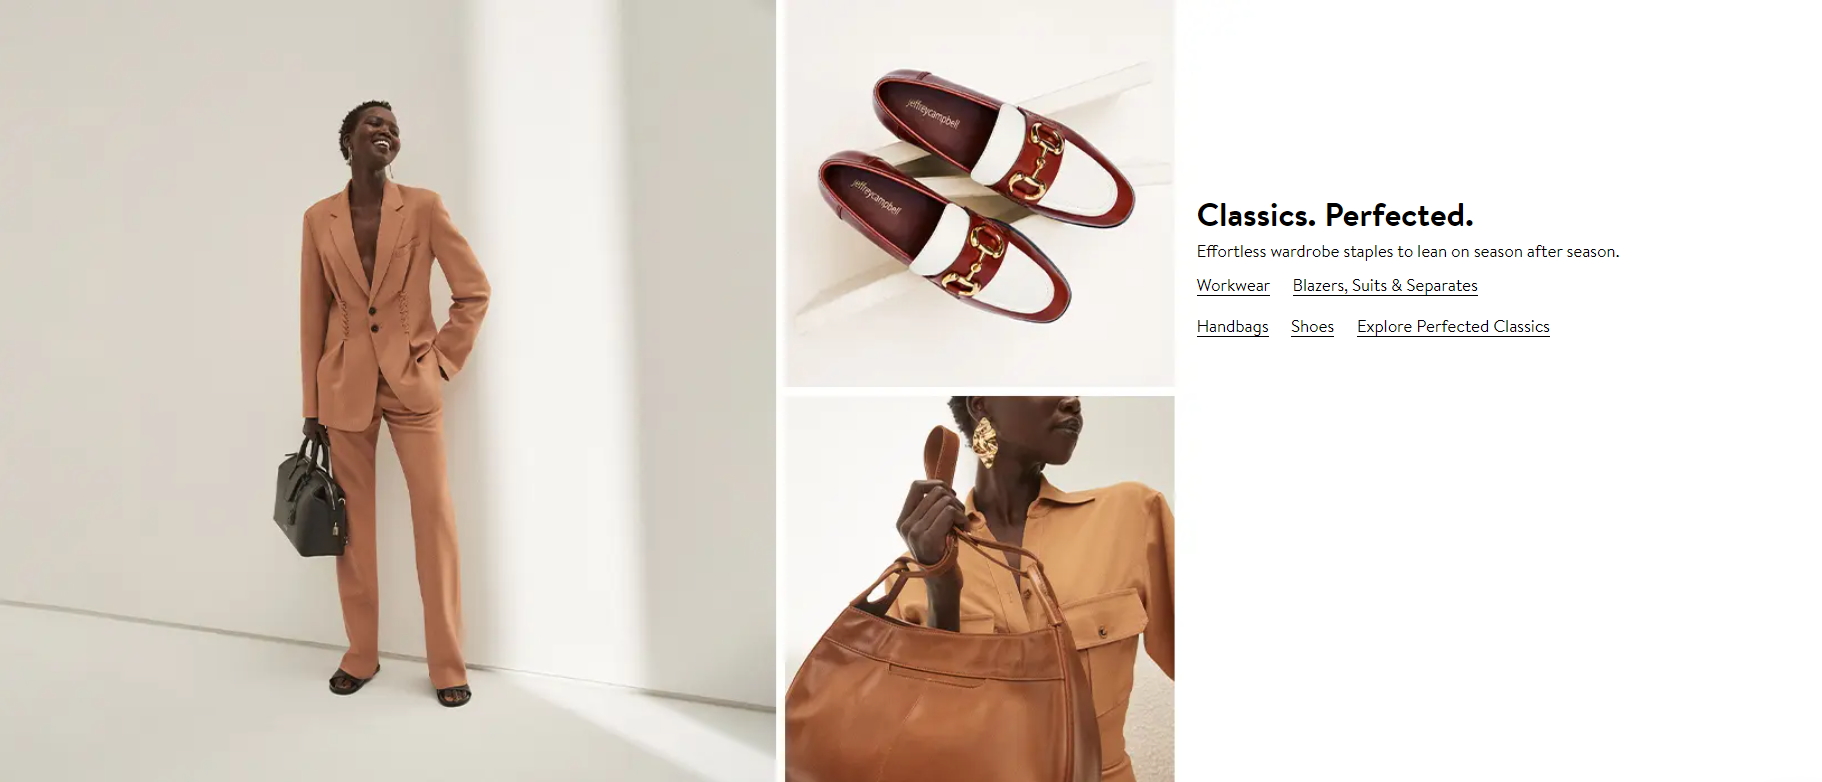 jeffreycampbell
jeffreycampbell
Classics. Perfected.
Effortless wardrobe staples to lean on season after season.
Workwear Blazers, Suits & Separates
Handbags Shoes Explore Perfected Classics